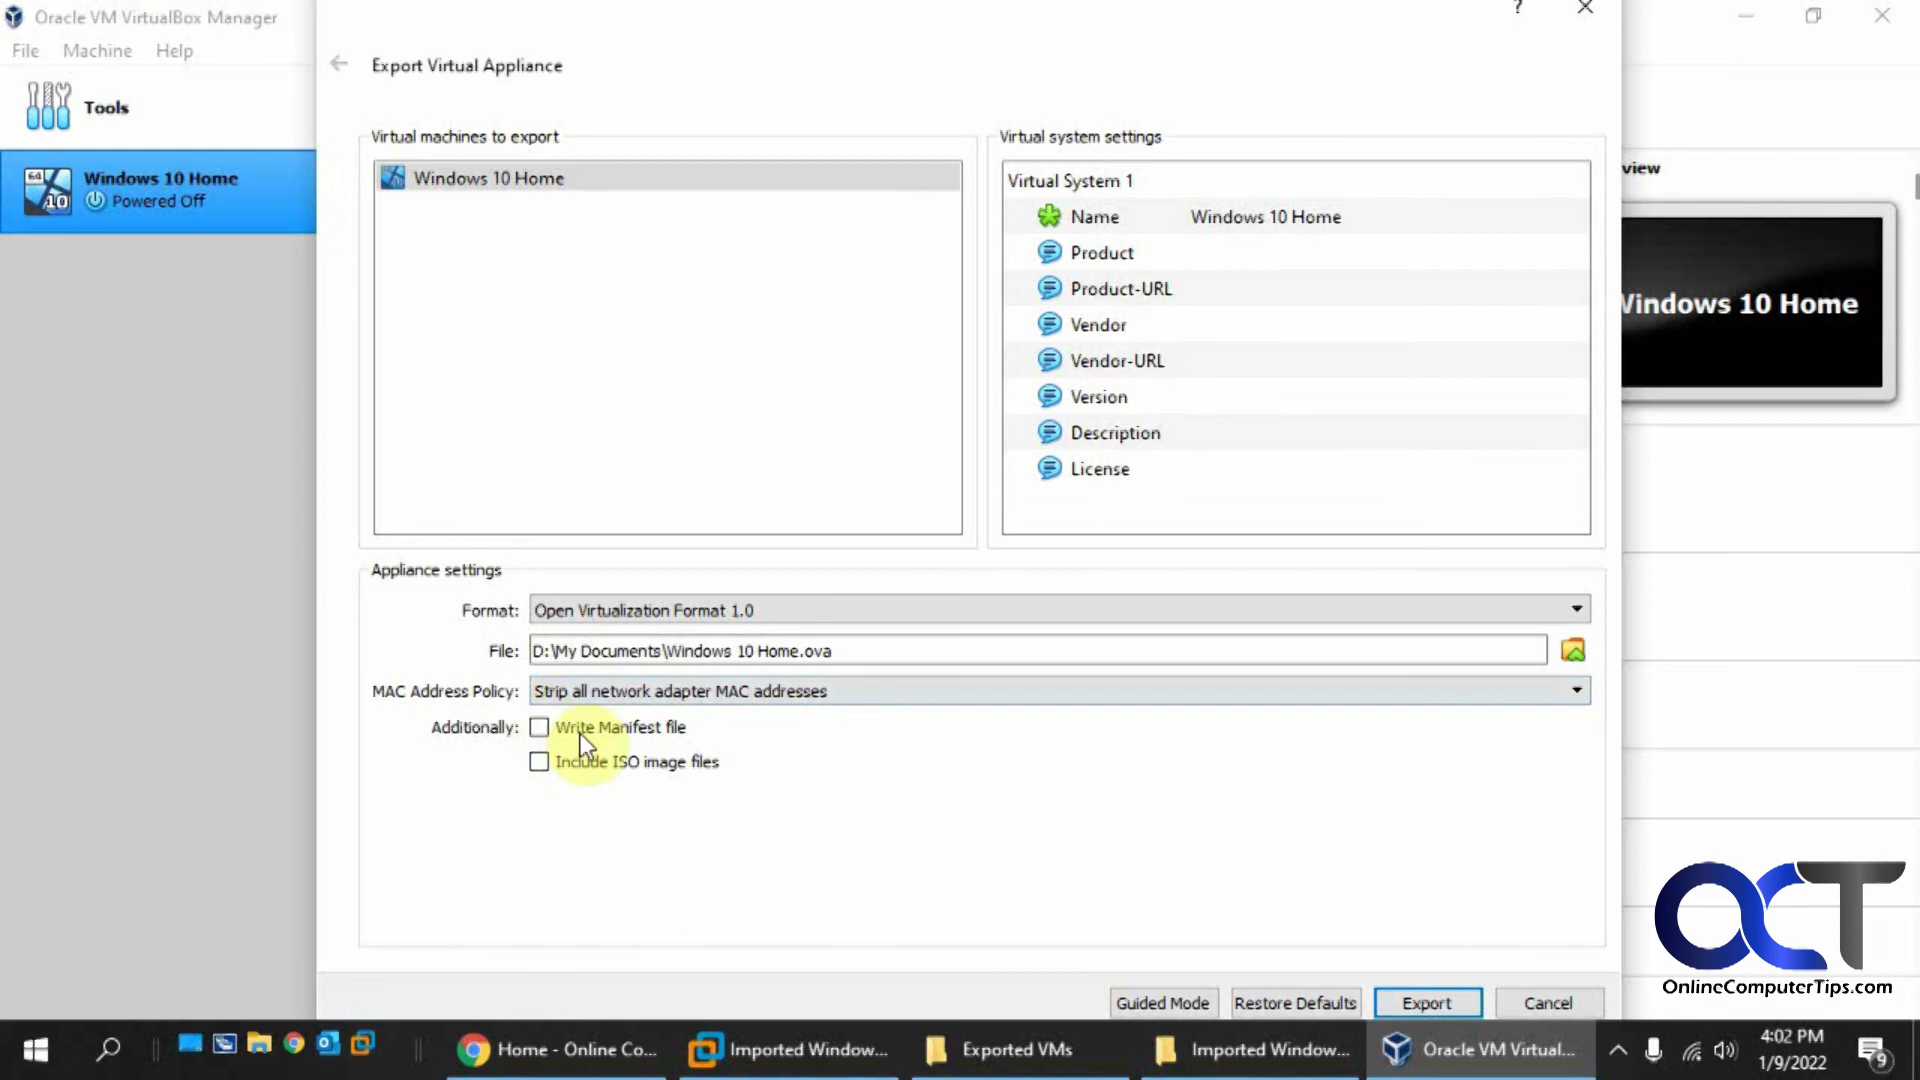 Oracle VM VirtualBox Manager
File Machine Help
Tools
64
10
Windows 10 Home
Powered Off
?
Export Virtual Appliance
Virtual machines to export
Windows 10 Home
Virtual system settings
Virtual System 1
Name Windows 10 Home
Product
Product-URL
Vendor
Vendor-URL
Version
Description
License
view
Windows 10 Home
Appliance settings
Format: Open Virtualization Format 1.0
File: D:\My Documents\Windows 10 Home.ova
MAC Address Policy: Strip all network adapter MAC addresses
Additionally: Write Manifest file
Include ISO image files
Guided Mode Restore Defaults Export Cancel
OCT
OnlineComputerTips.com
Home - Online Co... Imported Window... Exported VMs Imported Window... Oracle VM Virtual...
4:02 PM
1/9/2022
9